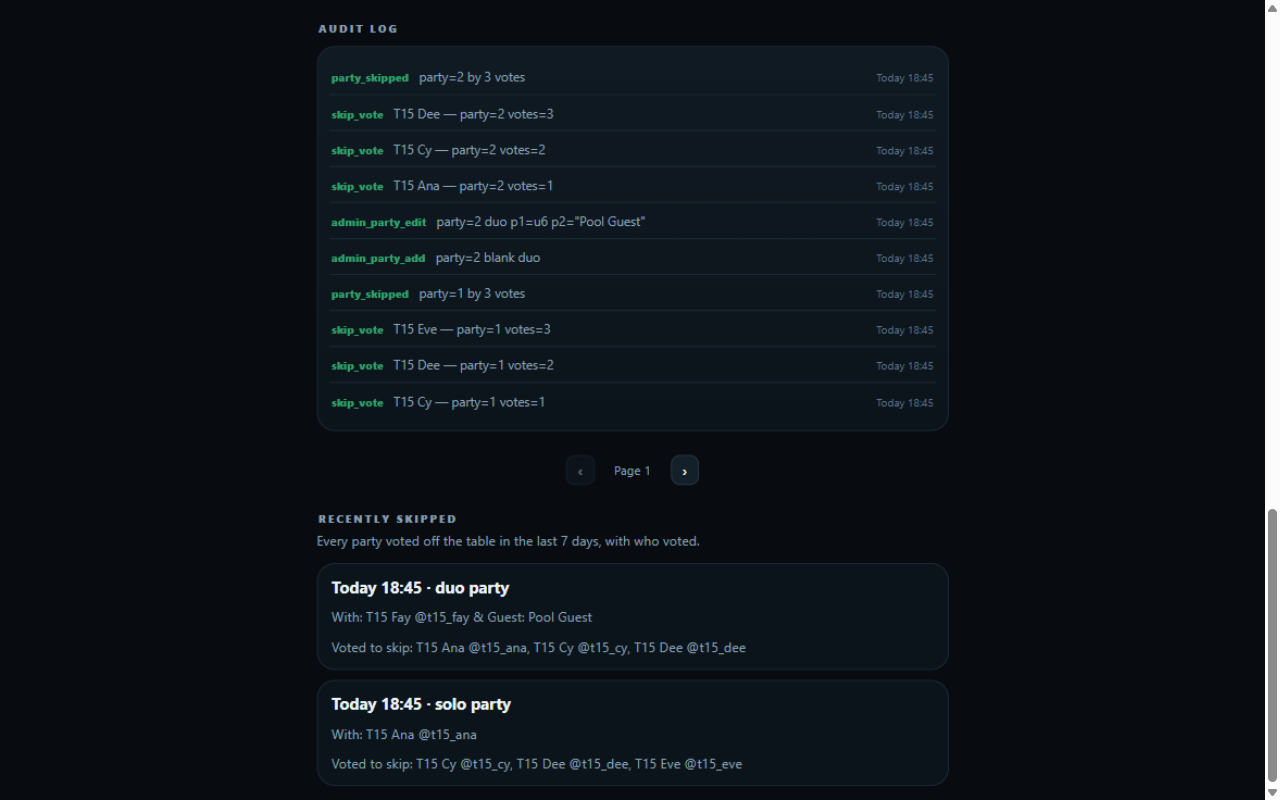 AUDIT LOG
party_skipped party=2 by 3 votes Today 18:45
skip_vote T15 Dee — party=2 votes=3 Today 18:45
skip_vote T15 Cy — party=2 votes=2 Today 18:45
skip_vote T15 Ana — party=2 votes=1 Today 18:45
admin_party_edit party=2 duo p1=u6 p2="Pool Guest" Today 18:45
admin_party_add party=2 blank duo Today 18:45
party_skipped party=1 by 3 votes Today 18:45
skip_vote T15 Eve — party=1 votes=3 Today 18:45
skip_vote T15 Dee — party=1 votes=2 Today 18:45
skip_vote T15 Cy — party=1 votes=1 Today 18:45
‹ Page 1 ›
RECENTLY SKIPPED
Every party voted off the table in the last 7 days, with who voted.
Today 18:45 · duo party
With: T15 Fay @t15_fay & Guest: Pool Guest
Voted to skip: T15 Ana @t15_ana, T15 Cy @t15_cy, T15 Dee @t15_dee
Today 18:45 · solo party
With: T15 Ana @t15_ana
Voted to skip: T15 Cy @t15_cy, T15 Dee @t15_dee, T15 Eve @t15_eve